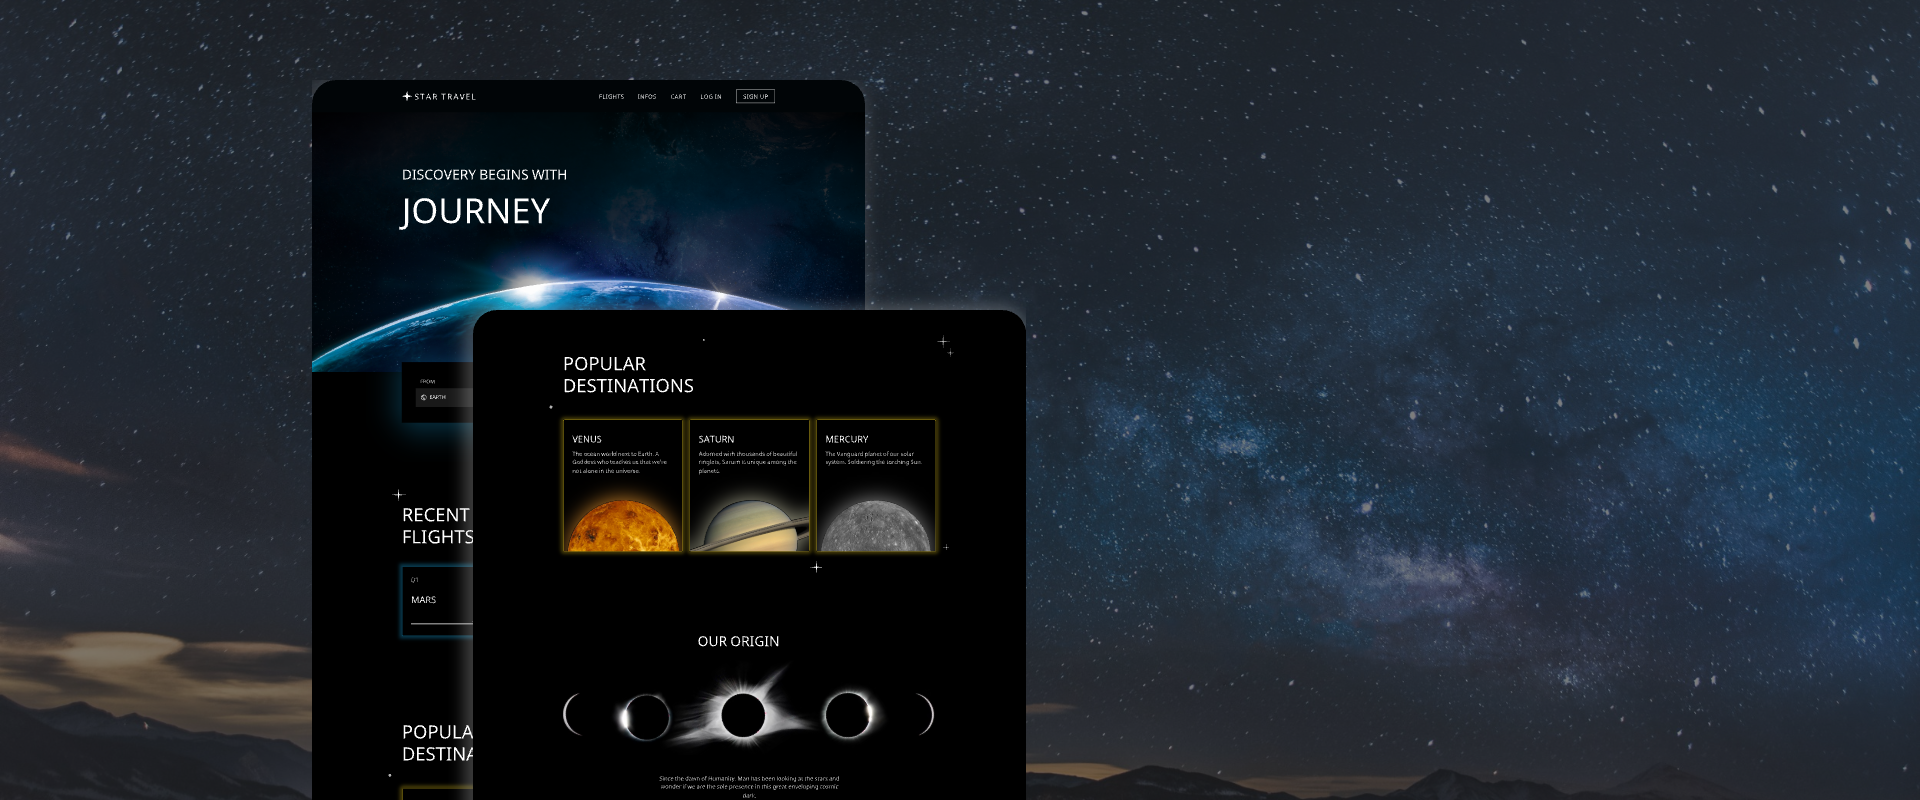 STAR TRAVEL
FLIGHTS INFOS CART LOG IN SIGN UP
DISCOVERY BEGINS WITH
JOURNEY
FROM
EARTH
RECENT
FLIGHTS
01
MARS
POPULA
DESTINA
POPULAR
DESTINATIONS
VENUS
The ocean world next to Earth. A
Goddess who teaches us that we're
not alone in the universe.
SATURN
Adorned with thousands of beautiful
ringlets, Saturn is unique among the
planets.
MERCURY
The Vanguard planet of our solar
system. Soldiering the torching Sun.
OUR ORIGIN
Since the dawn of Humanity. Man has been looking at the stars and
wonder if we are the sole presence in this great enveloping cosmic
dark.